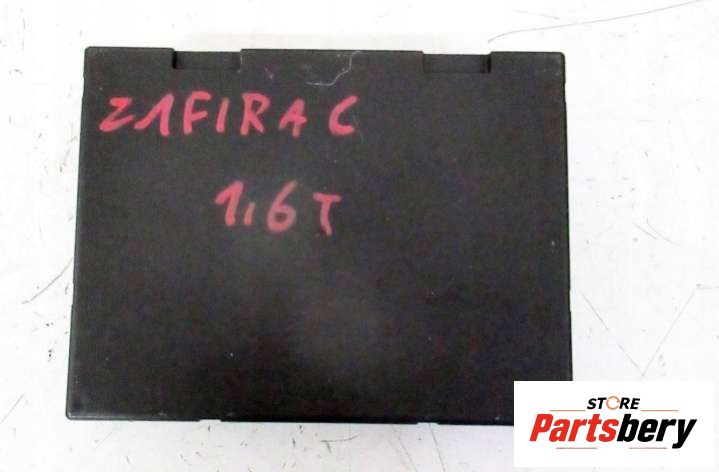 ZAFIRA C
1,6T
STORE
Partsbery